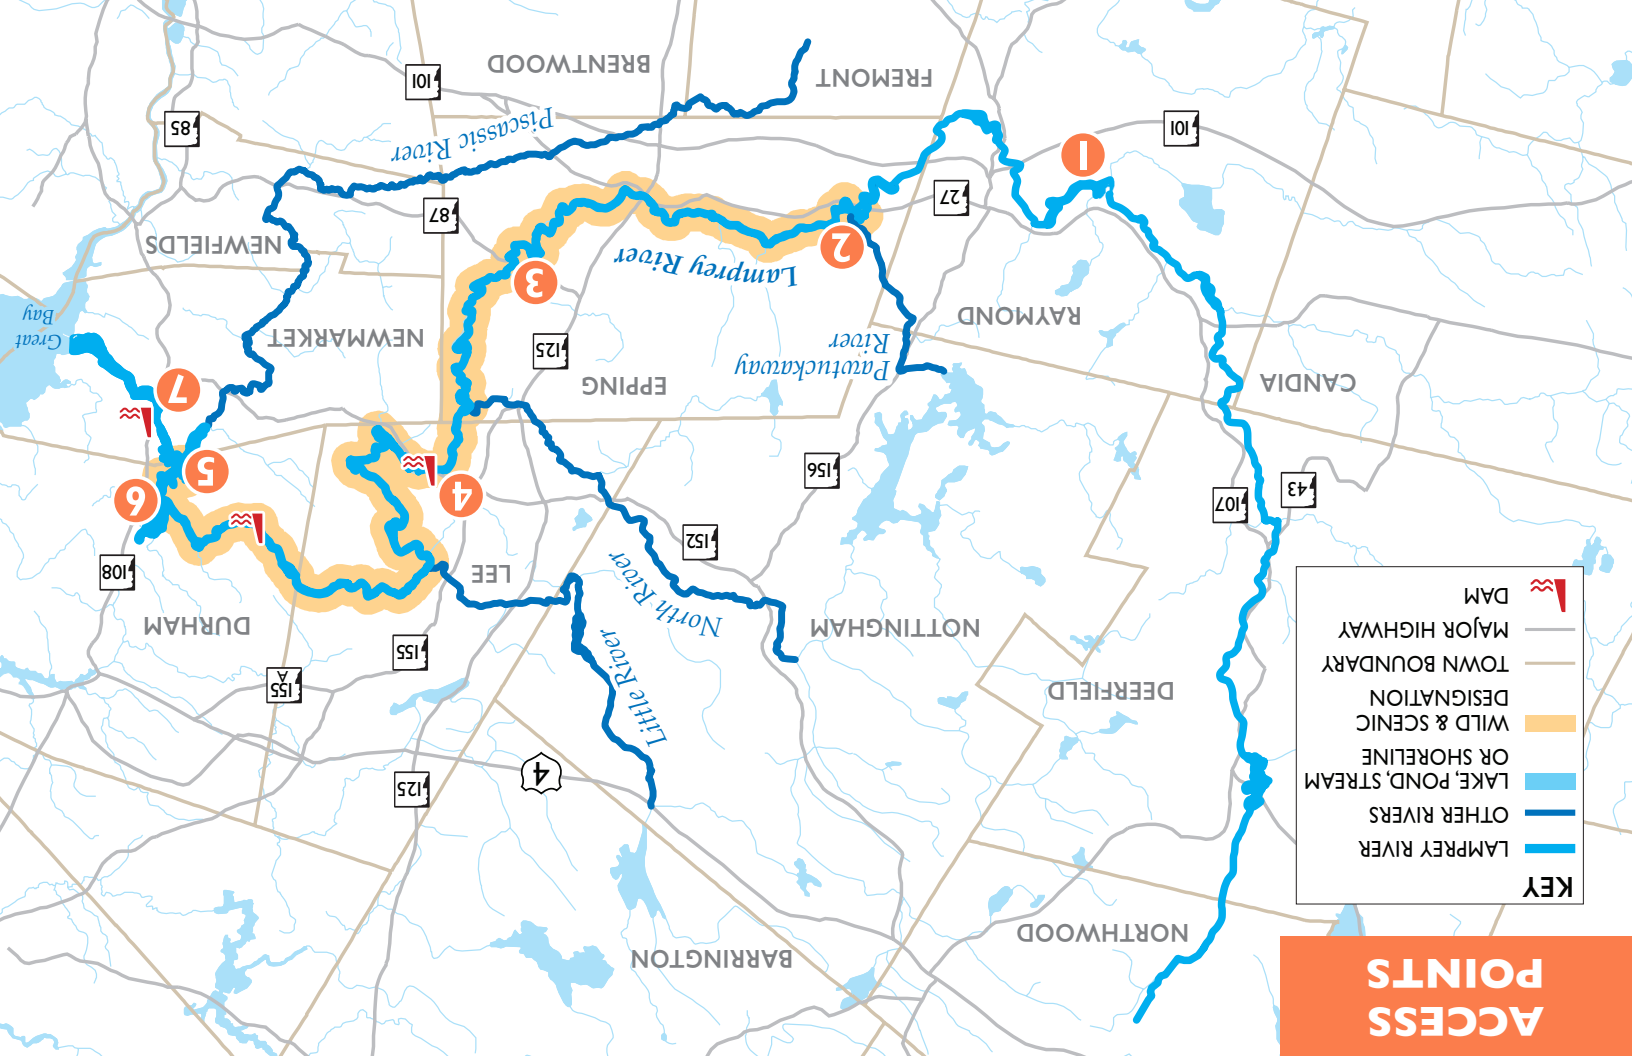 ACCESS
POINTS
KEY
LAMPREY RIVER
OTHER RIVERS
LAKE, POND, STREAM
OR SHORELINE
WILD & SCENIC
DESIGNATION
TOWN BOUNDARY
MAJOR HIGHWAY
DAM
NORTHWOOD
BARRINGTON
4
125
Little River
DEERFIELD
155
A
155
NOTTINGHAM
North River
DURHAM
LEE
108
152
107
43
6
4
5
156
CANDIA
EPPING
7
Pawtuckaway
River
125
NEWMARKET
Great
Bay
RAYMOND
3
Lamprey River
2
NEWFIELDS
87
27
1
101
85
Piscassic River
101
FREMONT
BRENTWOOD